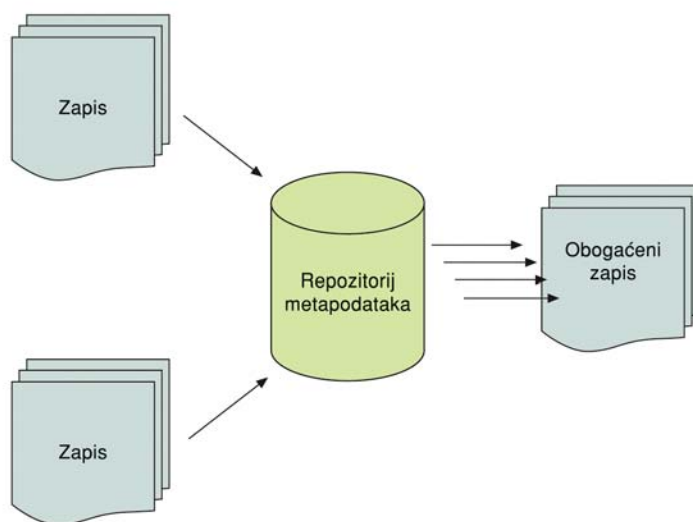 Zapis
Repozitorij
metapodataka
Obogaćeni
zapis
Zapis